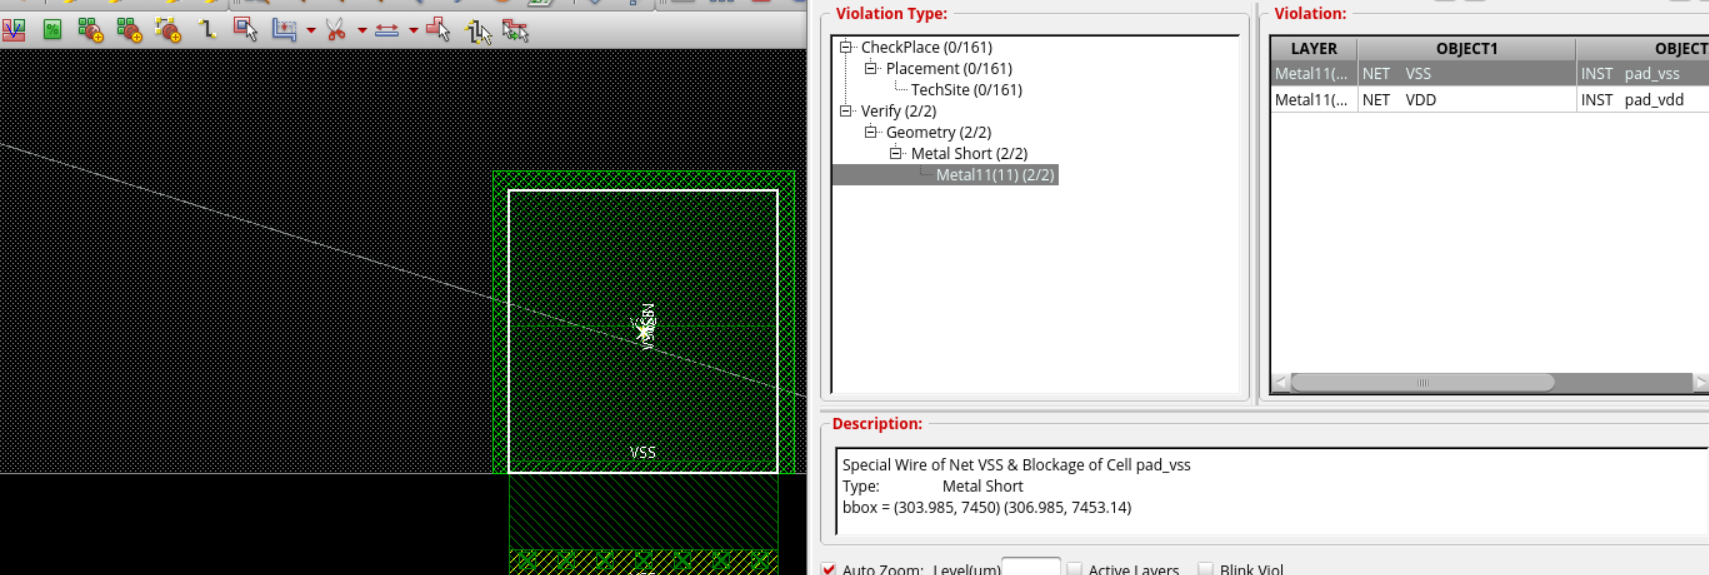 Violation Type:
CheckPlace (0/161)
Placement (0/161)
TechSite (0/161)
Verify (2/2)
Geometry (2/2)
Metal Short (2/2)
Metal11(11) (2/2)
Violation:
LAYER OBJECT1 OBJECT
Metal11(... NET VSS INST pad_vss
Metal11(... NET VDD INST pad_vdd
VSS
Description:
Special Wire of Net VSS & Blockage of Cell pad_vss
Type: Metal Short
bbox = (303.985, 7450) (306.985, 7453.14)
Auto Zoom: Level(um) Active Layers Blink Viol